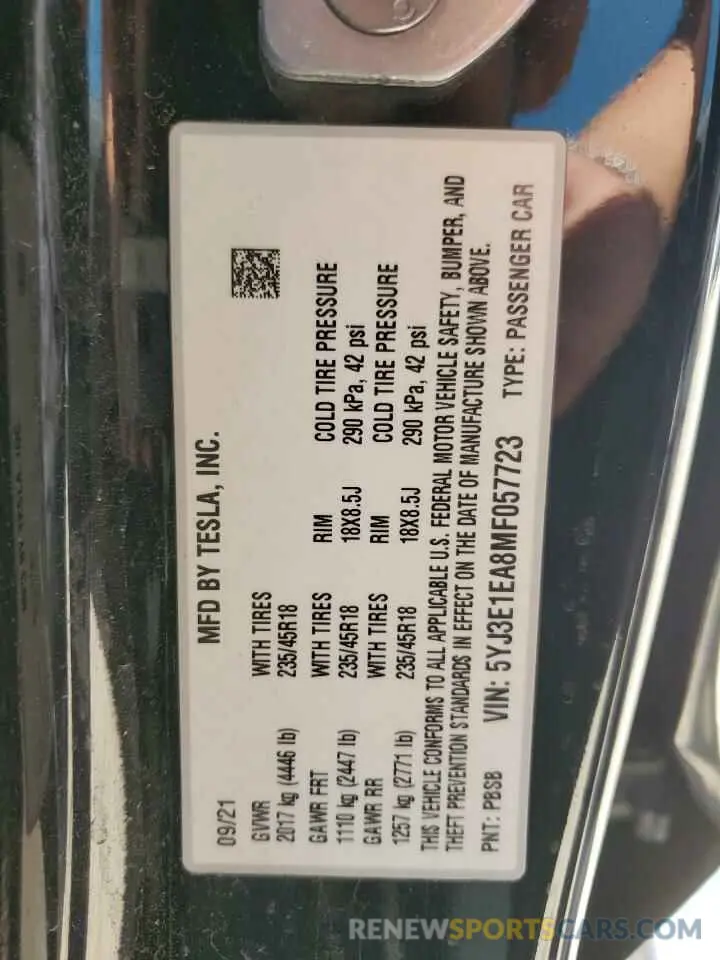 MFD BY TESLA, INC.
09/21
GVWR WITH TIRES
2017 kg (4446 lb) 235/45R18
GAWR FRT WITH TIRES RIM COLD TIRE PRESSURE
1110 kg (2447 lb) 235/45R18 18X8.5J 290 kPa, 42 psi
GAWR RR WITH TIRES RIM COLD TIRE PRESSURE
1257 kg (2771 lb) 235/45R18 18X8.5J 290 kPa, 42 psi
THIS VEHICLE CONFORMS TO ALL APPLICABLE U.S. FEDERAL MOTOR VEHICLE SAFETY, BUMPER, AND
THEFT PREVENTION STANDARDS IN EFFECT ON THE DATE OF MANUFACTURE SHOWN ABOVE.
PNT: PBSB VIN: 5YJ3E1EA8MF057723 TYPE: PASSENGER CAR
RENEWSPORTSCARS.COM